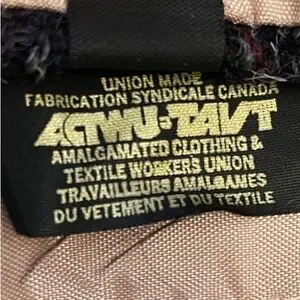 UNION MADE
FABRICATION SYNDICALE CANADA
ACTWU-TAVT
AMALGAMATED CLOTHING &
TEXTILE WORKERS UNION
TRAVAILLEURS AMALGAMES
DU VETEMENT ET DU TEXTILE